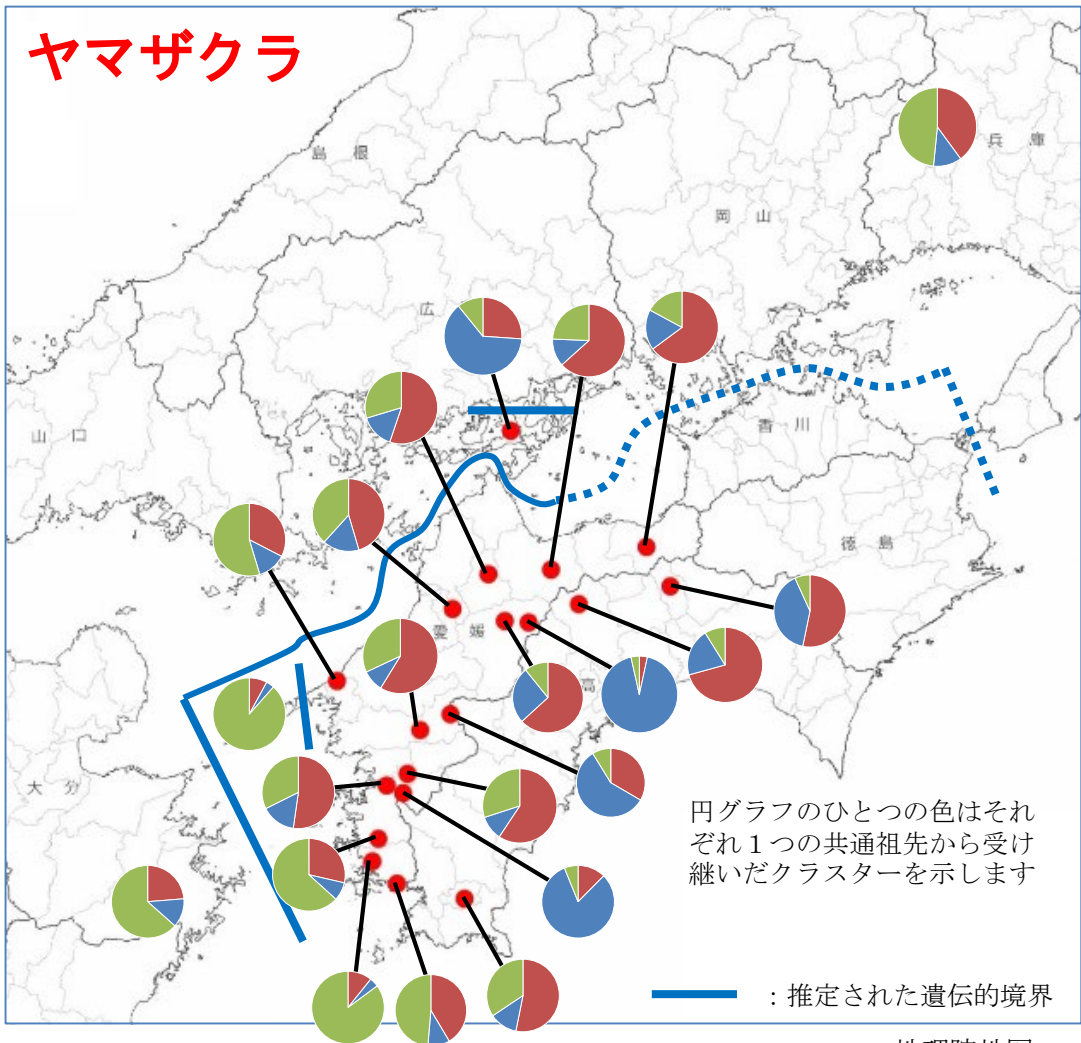 ヤマザクラ
島 根
兵 庫
岡 山
広
山 口
香 川
徳 島
愛 媛
高
大 分
円グラフのひとつの色はそれ
ぞれ１つの共通祖先から受け
継いだクラスターを示します
：推定された遺伝的境界